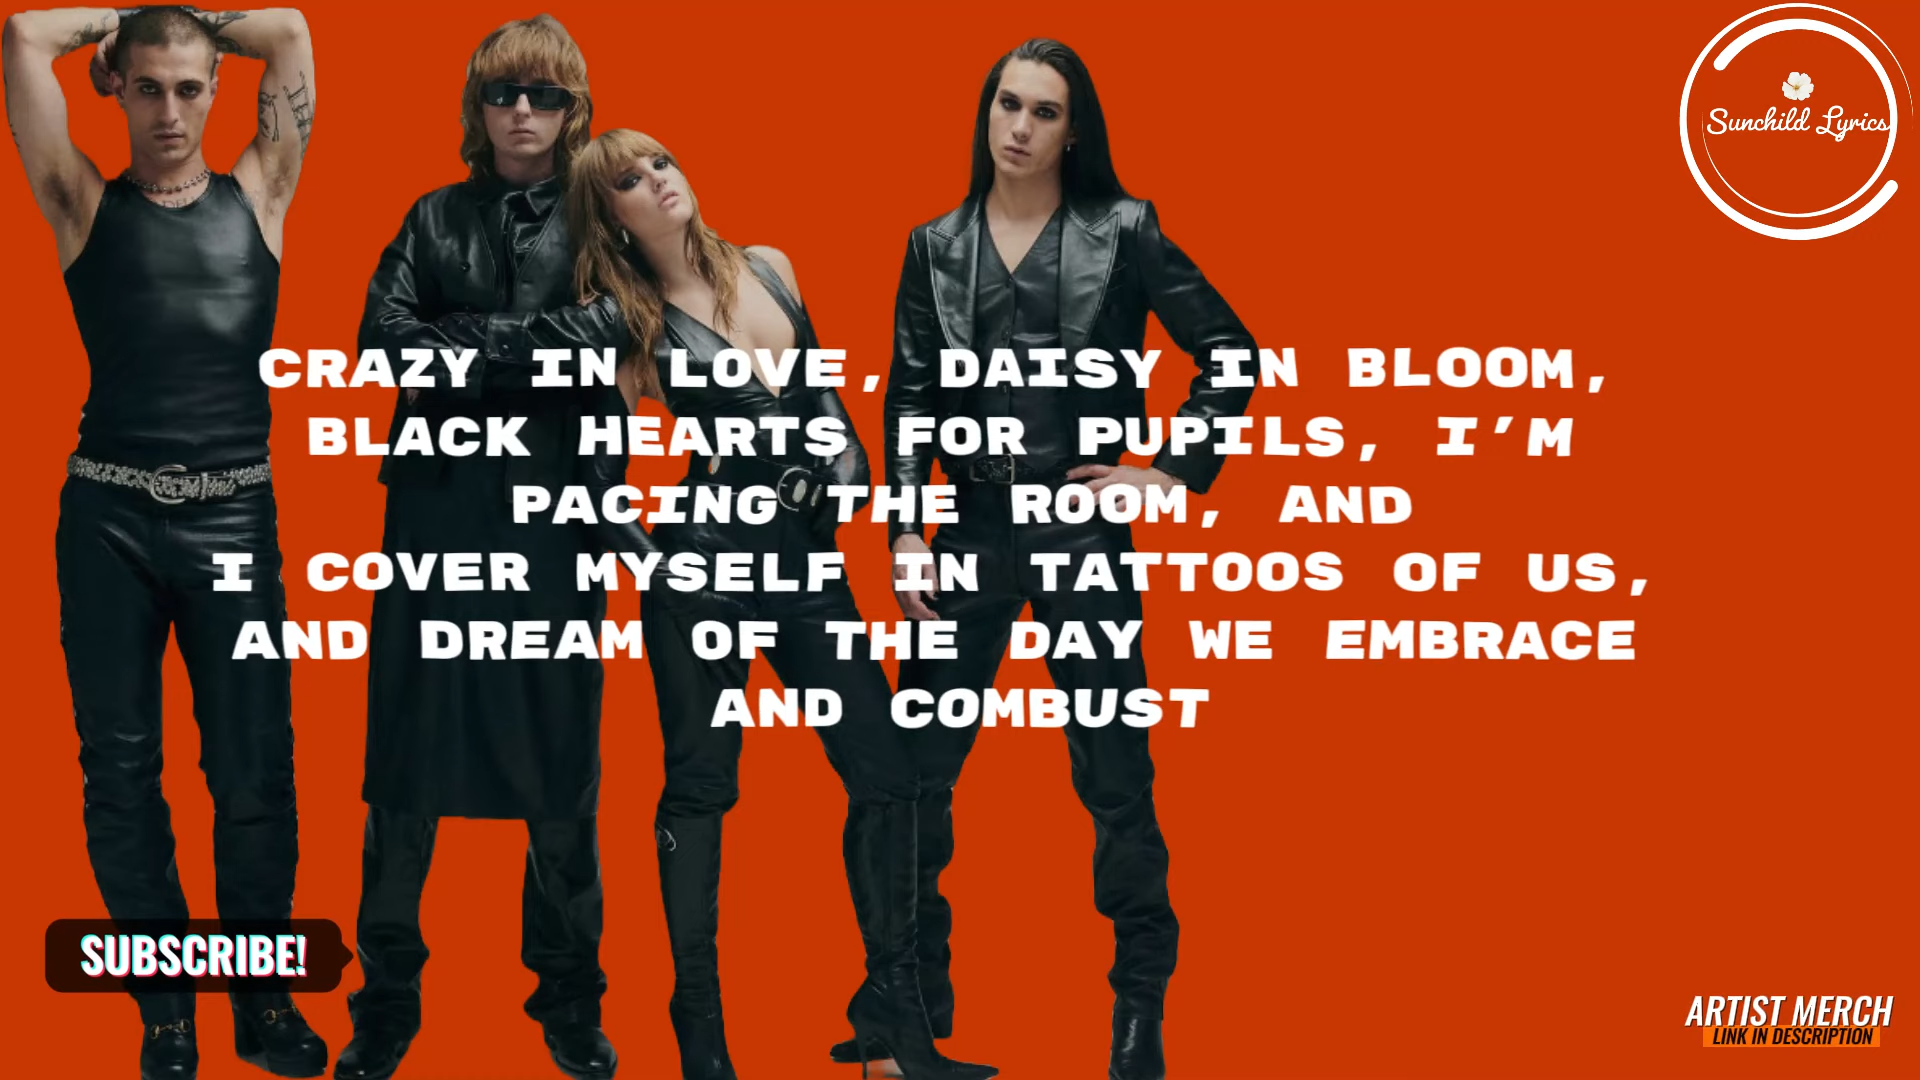 Sunchild Lyrics
CRAZY IN LOVE, DAISY IN BLOOM,
BLACK HEARTS FOR PUPILS, I'M
PACING THE ROOM, AND
I COVER MYSELF IN TATTOOS OF US,
AND DREAM OF THE DAY WE EMBRACE
AND COMBUST
SUBSCRIBE!
ARTIST MERCH
LINK IN DESCRIPTION